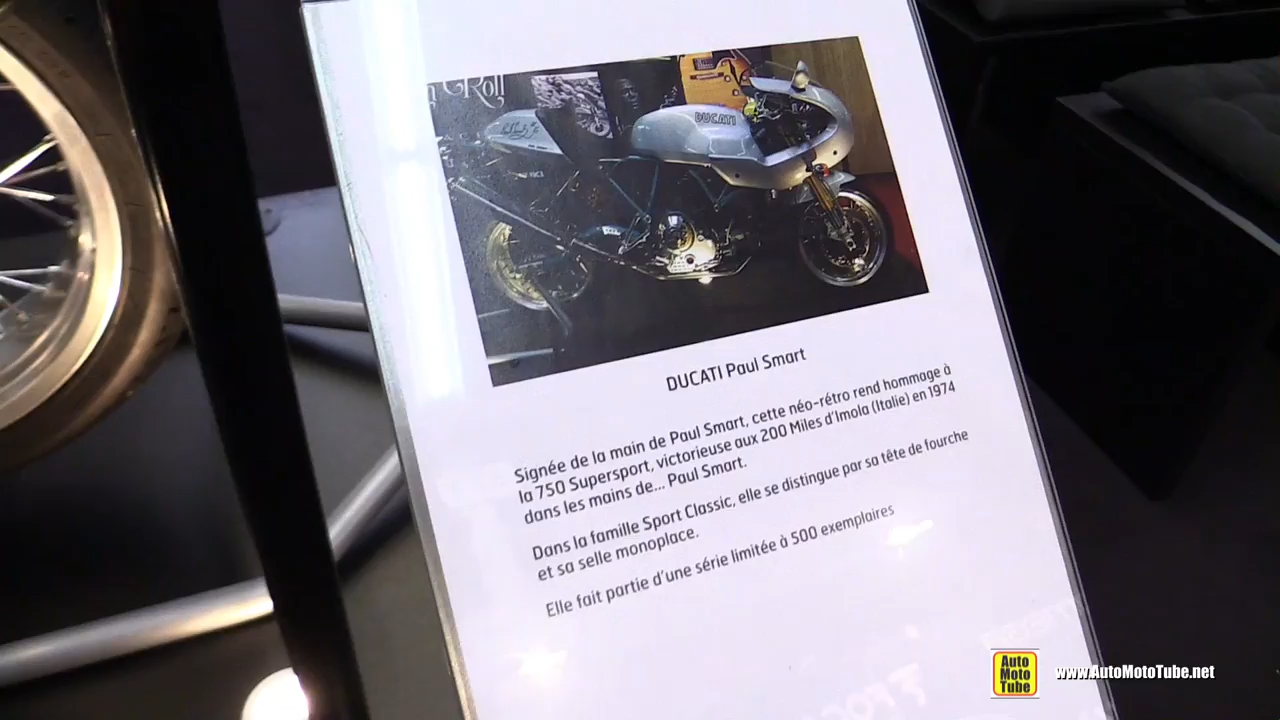 Roll
DUCATI
DUCATI Paul Smart
Signée de la main de Paul Smart, cette néo-rétro rend hommage à
la 750 Supersport, victorieuse aux 200 Miles d'Imola (Italie) en 1974
dans les mains de... Paul Smart.
Dans la famille Sport Classic, elle se distingue par sa tête de fourche
et sa selle monoplace.
Elle fait partie d'une série limitée à 500 exemplaires
Auto
Moto
Tube
www.AutoMotoTube.net